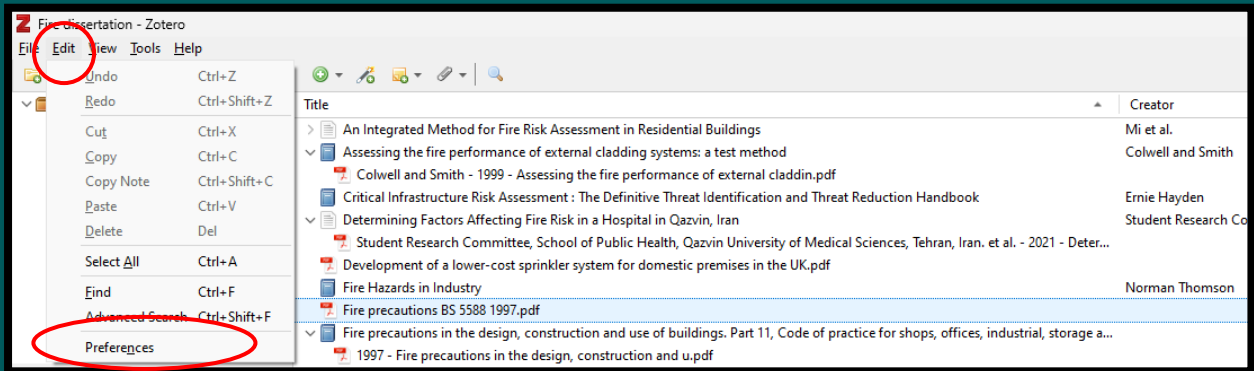 Fire dissertation - Zotero
File Edit View Tools Help
Undo Ctrl+Z
Redo Ctrl+Shift+Z
Cut Ctrl+X
Copy Ctrl+C
Copy Note Ctrl+Shift+C
Paste Ctrl+V
Delete Del
Select All Ctrl+A
Find Ctrl+F
Advanced Search Ctrl+Shift+F
Preferences
Title Creator
An Integrated Method for Fire Risk Assessment in Residential Buildings Mi et al.
Assessing the fire performance of external cladding systems: a test method Colwell and Smith
Colwell and Smith - 1999 - Assessing the fire performance of external claddin.pdf
Critical Infrastructure Risk Assessment : The Definitive Threat Identification and Threat Reduction Handbook Ernie Hayden
Determining Factors Affecting Fire Risk in a Hospital in Qazvin, Iran Student Research Co
Student Research Committee, School of Public Health, Qazvin University of Medical Sciences, Tehran, Iran. et al. - 2021 - Deter...
Development of a lower-cost sprinkler system for domestic premises in the UK.pdf
Fire Hazards in Industry Norman Thomson
Fire precautions BS 5588 1997.pdf
Fire precautions in the design, construction and use of buildings. Part 11, Code of practice for shops, offices, industrial, storage a...
1997 - Fire precautions in the design, construction and u.pdf